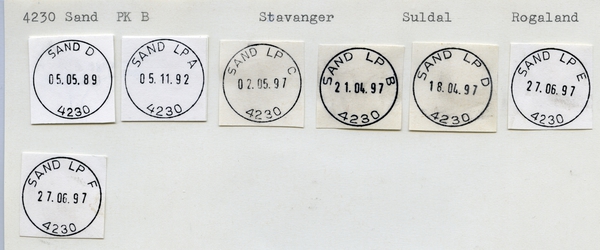 4230 Sand PK B Stavanger Suldal Rogaland
SAND D
05.05.89
4230
SAND LP A
05.11.92
4230
SAND LP C
02.05.97
4230
SAND LP B
21.04.97
4230
SAND LP D
18.04.97
4230
SAND LP E
27.06.97
4230
SAND LP F
27.06.97
4230